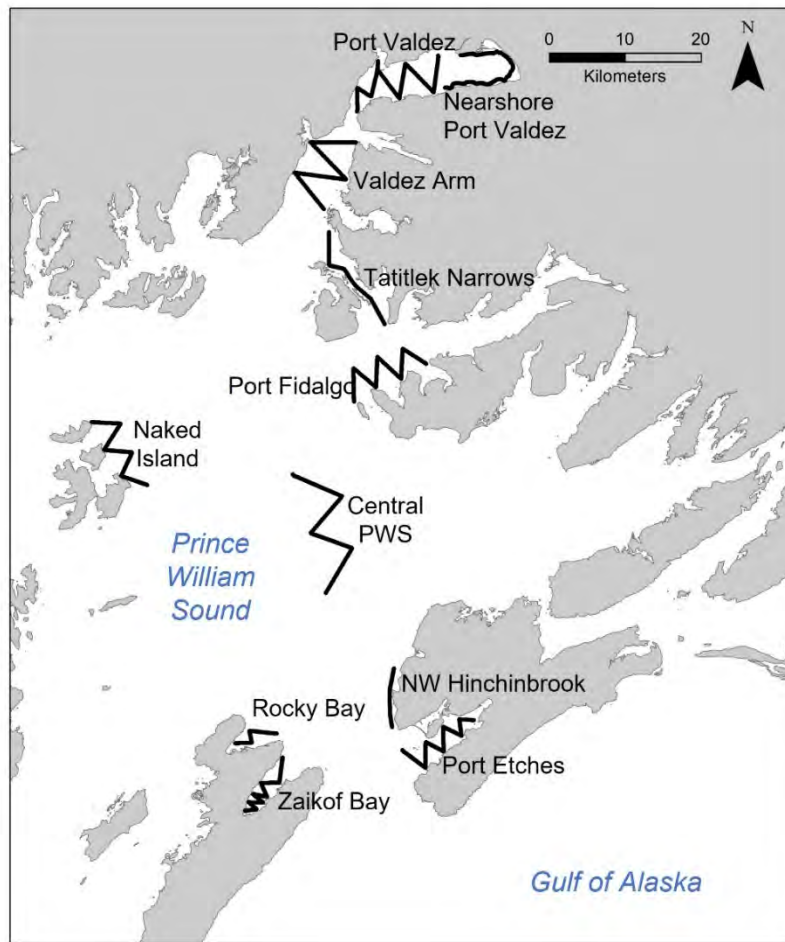 Port Valdez
0 10 20
Kilometers
N
Nearshore
Port Valdez
Valdez Arm
Tatitlek Narrows
Port Fidalgo
Naked
Island
Central
PWS
Prince
William
Sound
NW Hinchinbrook
Rocky Bay
Port Etches
Zaikof Bay
Gulf of Alaska